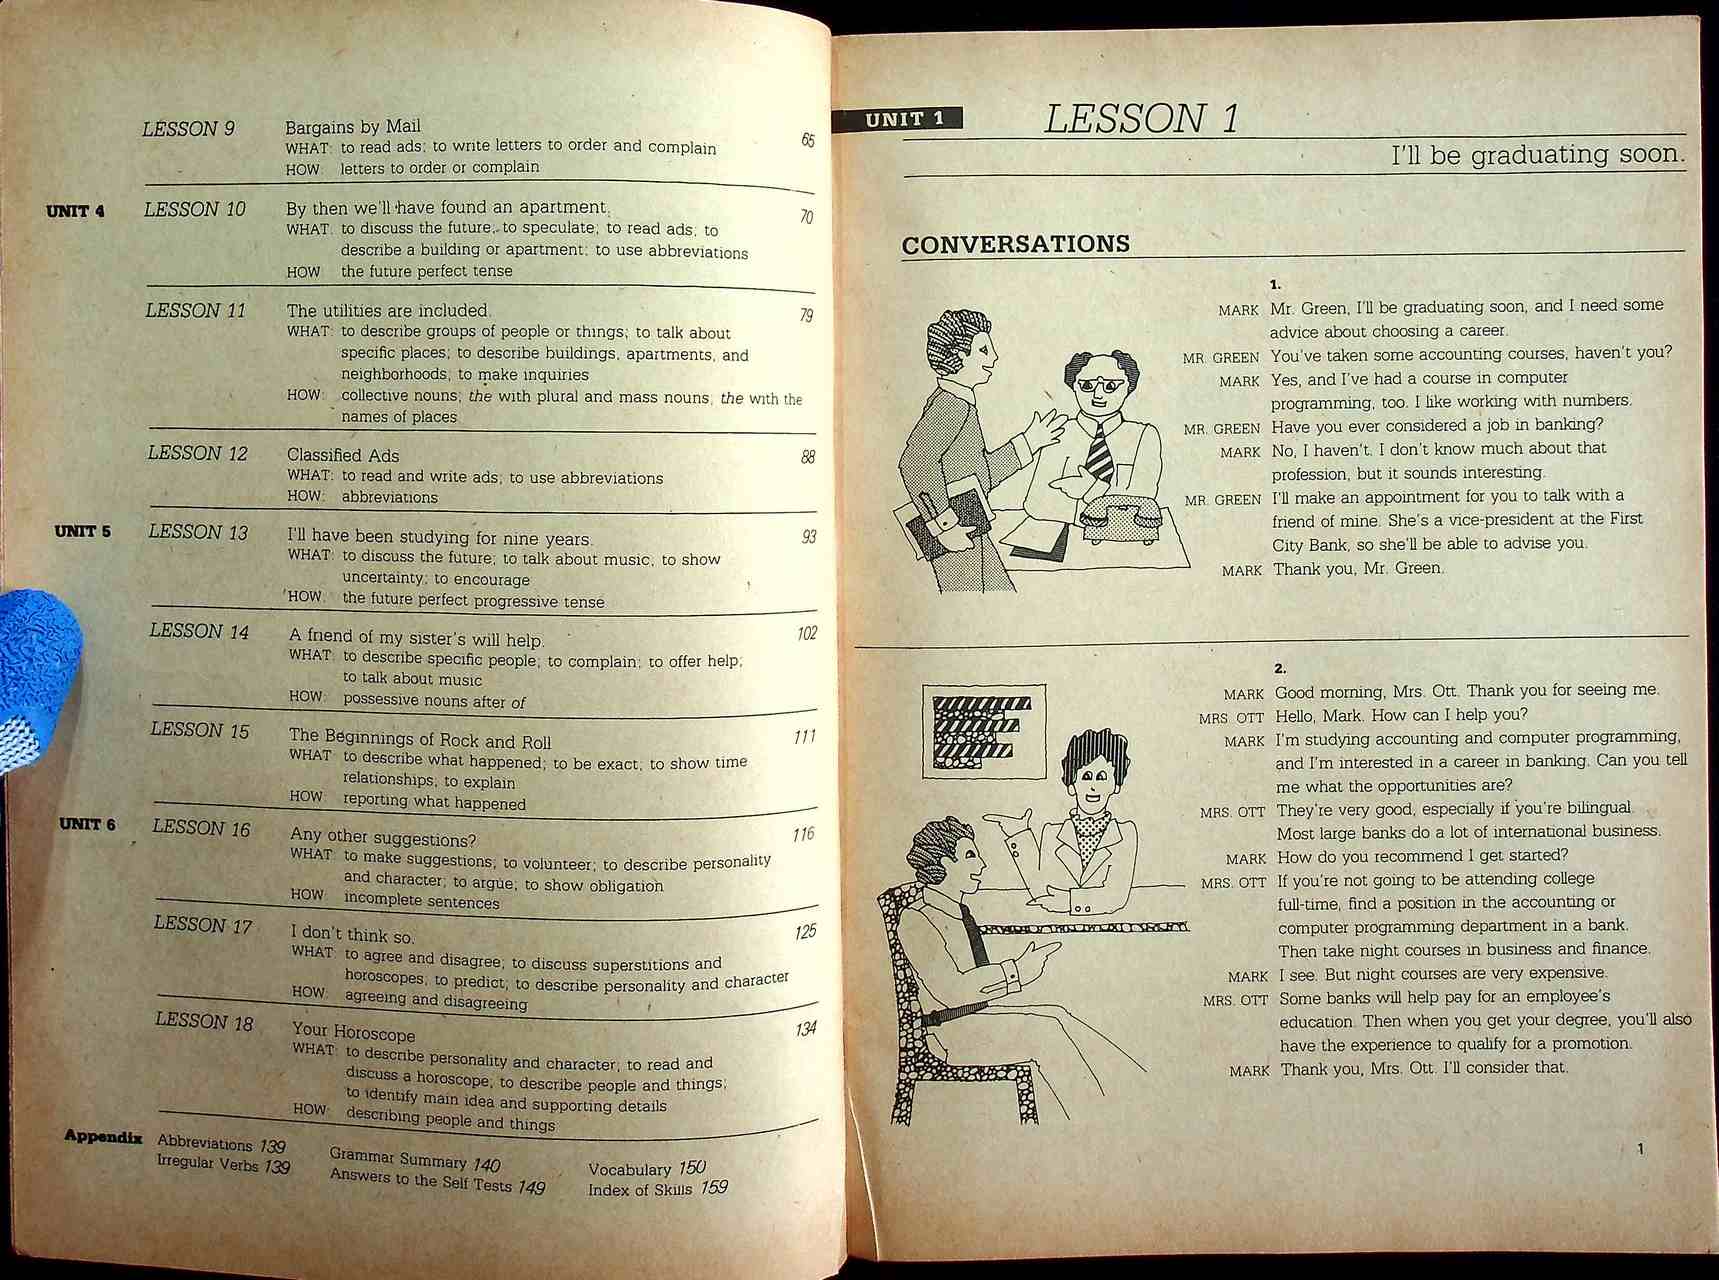 LESSON 9 Bargains by Mail 65
WHAT: to read ads; to write letters to order and complain
HOW: letters to order or complain
UNIT 4 LESSON 10 By then we'll have found an apartment. 70
WHAT: to discuss the future; to speculate; to read ads; to
describe a building or apartment; to use abbreviations
HOW the future perfect tense
LESSON 11 The utilities are included. 79
WHAT: to describe groups of people or things; to talk about
specific places; to describe buildings, apartments, and
neighborhoods; to make inquiries
HOW: collective nouns; the with plural and mass nouns; the with the
names of places
LESSON 12 Classified Ads 88
WHAT: to read and write ads; to use abbreviations
HOW: abbreviations
UNIT 5 LESSON 13 I'll have been studying for nine years. 93
WHAT: to discuss the future; to talk about music; to show
uncertainty; to encourage
HOW: the future perfect progressive tense
LESSON 14 A friend of my sister's will help. 102
WHAT: to describe specific people; to complain; to offer help;
to talk about music
HOW: possessive nouns after of
LESSON 15 The Beginnings of Rock and Roll 111
WHAT to describe what happened; to be exact; to show time
relationships; to explain
HOW: reporting what happened
UNIT 6 LESSON 16 Any other suggestions? 116
WHAT: to make suggestions; to volunteer; to describe personality
and character; to argue; to show obligation
HOW incomplete sentences
LESSON 17 I don't think so. 125
WHAT: to agree and disagree; to discuss superstitions and
horoscopes; to predict; to describe personality and character
HOW: agreeing and disagreeing
LESSON 18 Your Horoscope 134
WHAT: to describe personality and character; to read and
discuss a horoscope; to describe people and things;
to identify main idea and supporting details
HOW: describing people and things
Appendix Abbreviations 139 Grammar Summary 140 Vocabulary 150
Irregular Verbs 139 Answers to the Self Tests 149 Index of Skills 159
UNIT 1 LESSON 1
I'll be graduating soon.
CONVERSATIONS
1.
MARK Mr. Green, I'll be graduating soon, and I need some
advice about choosing a career.
MR. GREEN You've taken some accounting courses, haven't you?
MARK Yes, and I've had a course in computer
programming, too. I like working with numbers.
MR. GREEN Have you ever considered a job in banking?
MARK No, I haven't. I don't know much about that
profession, but it sounds interesting.
MR. GREEN I'll make an appointment for you to talk with a
friend of mine. She's a vice-president at the First
City Bank, so she'll be able to advise you.
MARK Thank you, Mr. Green.
2.
MARK Good morning, Mrs. Ott. Thank you for seeing me.
MRS. OTT Hello, Mark. How can I help you?
MARK I'm studying accounting and computer programming,
and I'm interested in a career in banking. Can you tell
me what the opportunities are?
MRS. OTT They're very good, especially if you're bilingual.
Most large banks do a lot of international business.
MARK How do you recommend I get started?
MRS. OTT If you're not going to be attending college
full-time, find a position in the accounting or
computer programming department in a bank.
Then take night courses in business and finance.
MARK I see. But night courses are very expensive.
MRS. OTT Some banks will help pay for an employee's
education. Then when you get your degree, you'll also
have the experience to qualify for a promotion.
MARK Thank you, Mrs. Ott. I'll consider that.
1